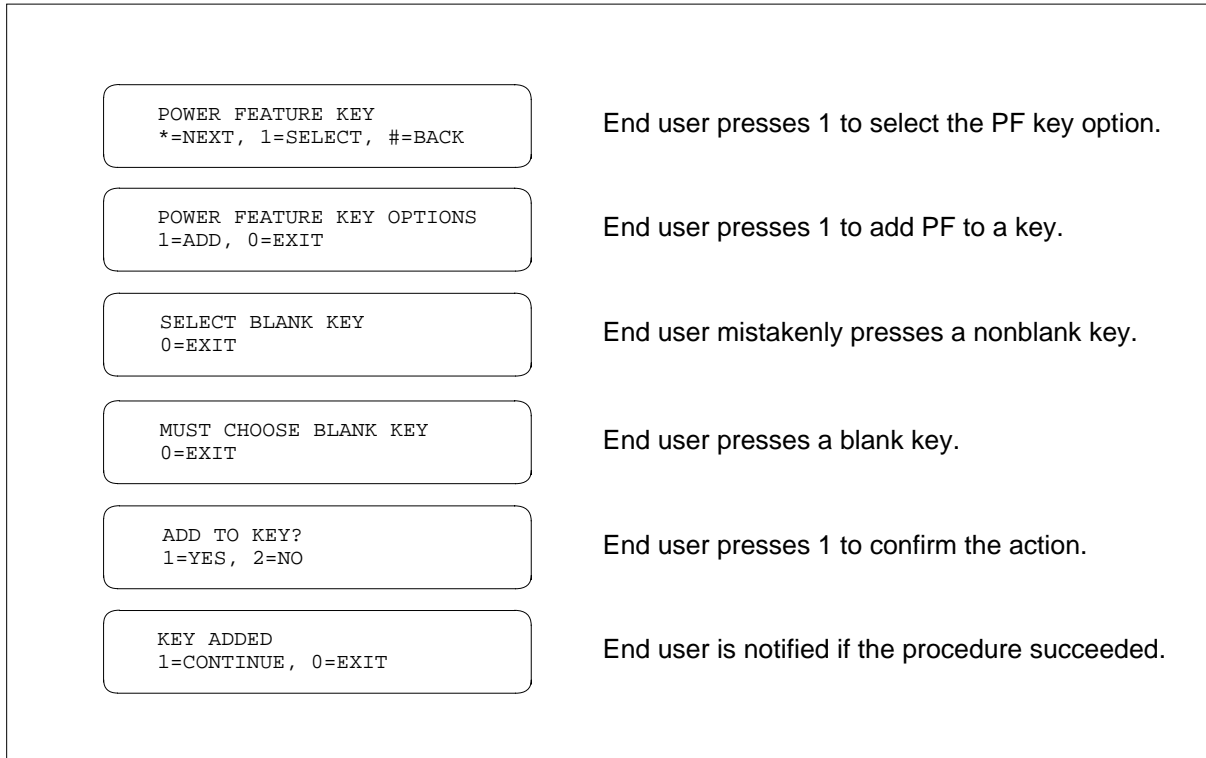 POWER FEATURE KEY
*=NEXT, 1=SELECT, #=BACK
End user presses 1 to select the PF key option.
POWER FEATURE KEY OPTIONS
1=ADD, 0=EXIT
End user presses 1 to add PF to a key.
SELECT BLANK KEY
0=EXIT
End user mistakenly presses a nonblank key.
MUST CHOOSE BLANK KEY
0=EXIT
End user presses a blank key.
ADD TO KEY?
1=YES, 2=NO
End user presses 1 to confirm the action.
KEY ADDED
1=CONTINUE, 0=EXIT
End user is notified if the procedure succeeded.